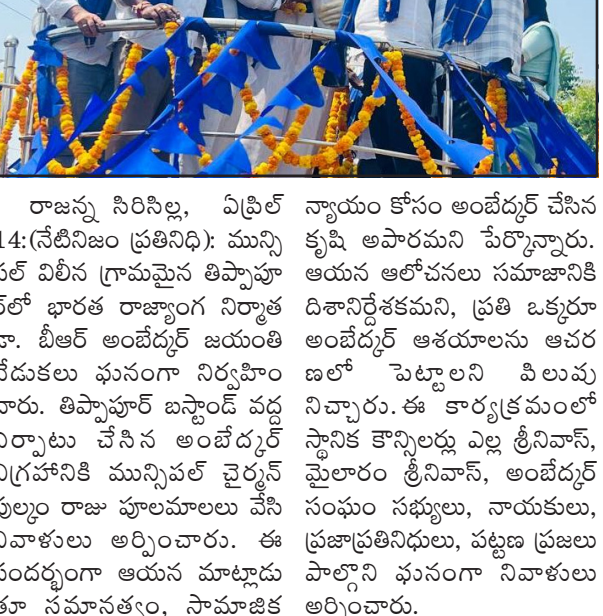 రాజన్న సిరిసిల్ల, ఏప్రిల్
14:(నేటినిజం ప్రతినిధి): మున్సి
పల్ విలీన గ్రామమైన తిప్పాపూ
ర్‌లో భారత రాజ్యాంగ నిర్మాత
డా. బీఆర్ అంబేద్కర్ జయంతి
వేడుకలు ఘనంగా నిర్వహిం
చారు. తిప్పాపూర్ బస్టాండ్ వద్ద
ఏర్పాటు చేసిన అంబేద్కర్
విగ్రహానికి మున్సిపల్ చైర్మన్
పుల్కం రాజు పూలమాలలు వేసి
నివాళులు అర్పించారు. ఈ
సందర్భంగా ఆయన మాట్లాడు
తూ సమానత్వం, సామాజిక
న్యాయం కోసం అంబేద్కర్ చేసిన
కృషి అపారమని పేర్కొన్నారు.
ఆయన ఆలోచనలు సమాజానికి
దిశానిర్దేశకమని, ప్రతి ఒక్కరూ
అంబేద్కర్ ఆశయాలను ఆచర
ణలో పెట్టాలని పిలువు
నిచ్చారు. ఈ కార్యక్రమంలో
స్థానిక కౌన్సిలర్లు ఎల్ల శ్రీనివాస్,
మైలారం శ్రీనివాస్, అంబేద్కర్
సంఘం సభ్యులు, నాయకులు,
ప్రజాప్రతినిధులు, పట్టణ ప్రజలు
పాల్గొని ఘనంగా నివాళులు
అర్పించారు.